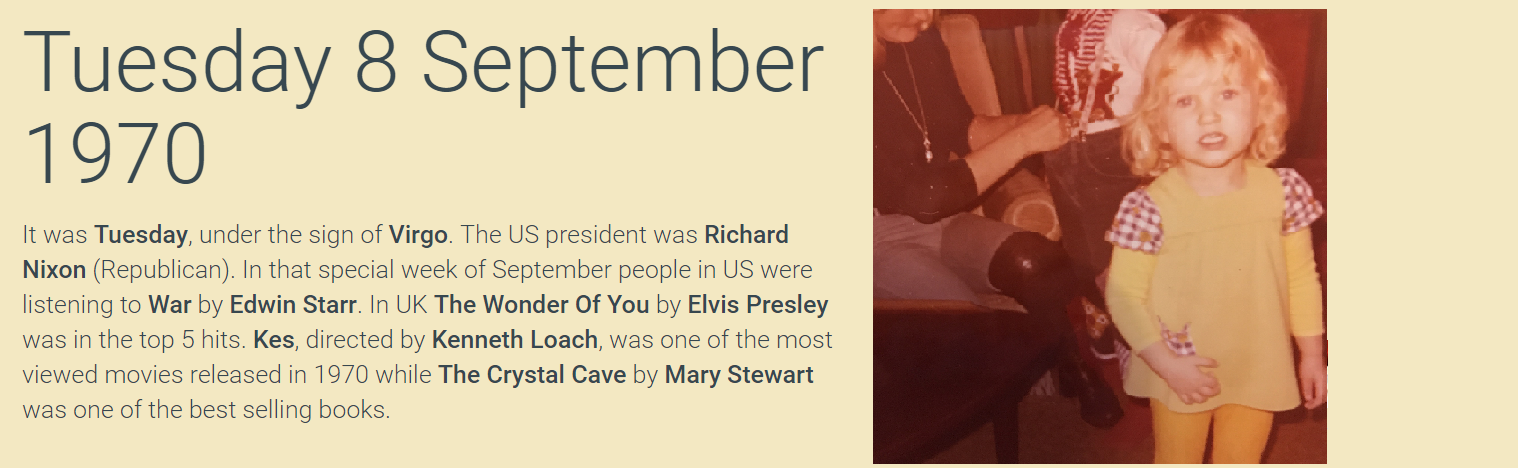 Tuesday 8 September
1970
It was Tuesday, under the sign of Virgo. The US president was Richard
Nixon (Republican). In that special week of September people in US were
listening to War by Edwin Starr. In UK The Wonder Of You by Elvis Presley
was in the top 5 hits. Kes, directed by Kenneth Loach, was one of the most
viewed movies released in 1970 while The Crystal Cave by Mary Stewart
was one of the best selling books.